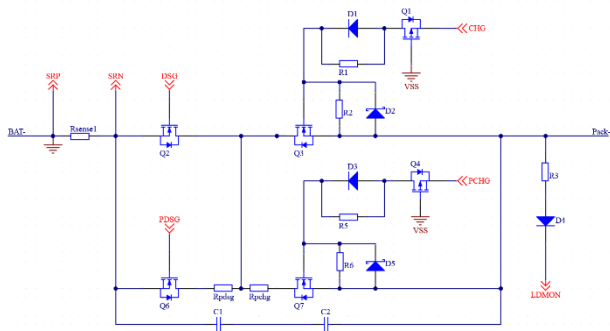 D1
Q1
CHG
R1
VSS
SRP
SRN
DSG
R2
D2
BAT-
Rsense1
Q2
Q3
Pack-
D3
Q4
PCHG
R3
R5
VSS
D4
PDSG
R6
D5
Q6
Rpdsg
Rpchg
Q7
LDMON
C1
C2